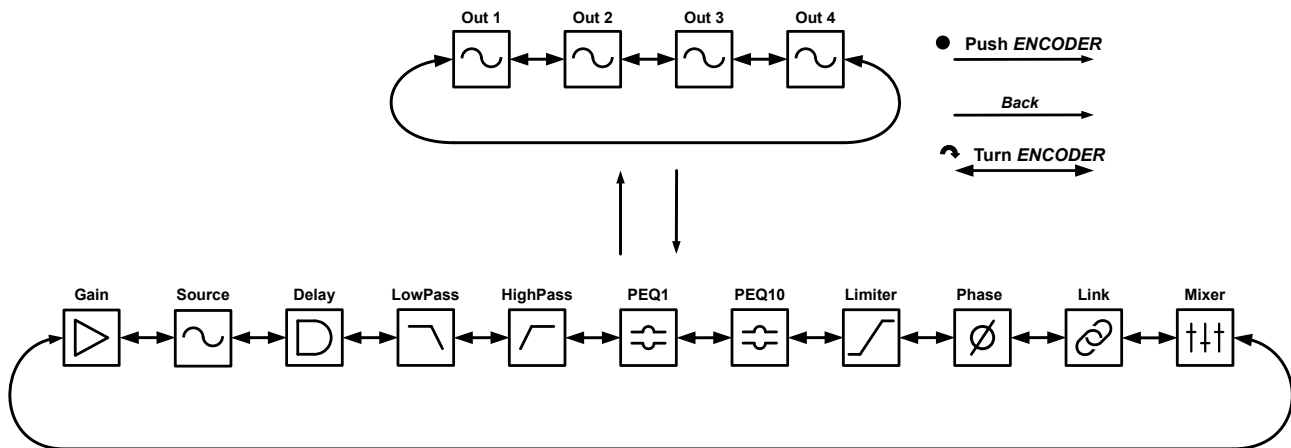 Out 1 Out 2 Out 3 Out 4
Push ENCODER
Back
Turn ENCODER
Gain Source Delay LowPass HighPass PEQ1 PEQ10 Limiter Phase Link Mixer